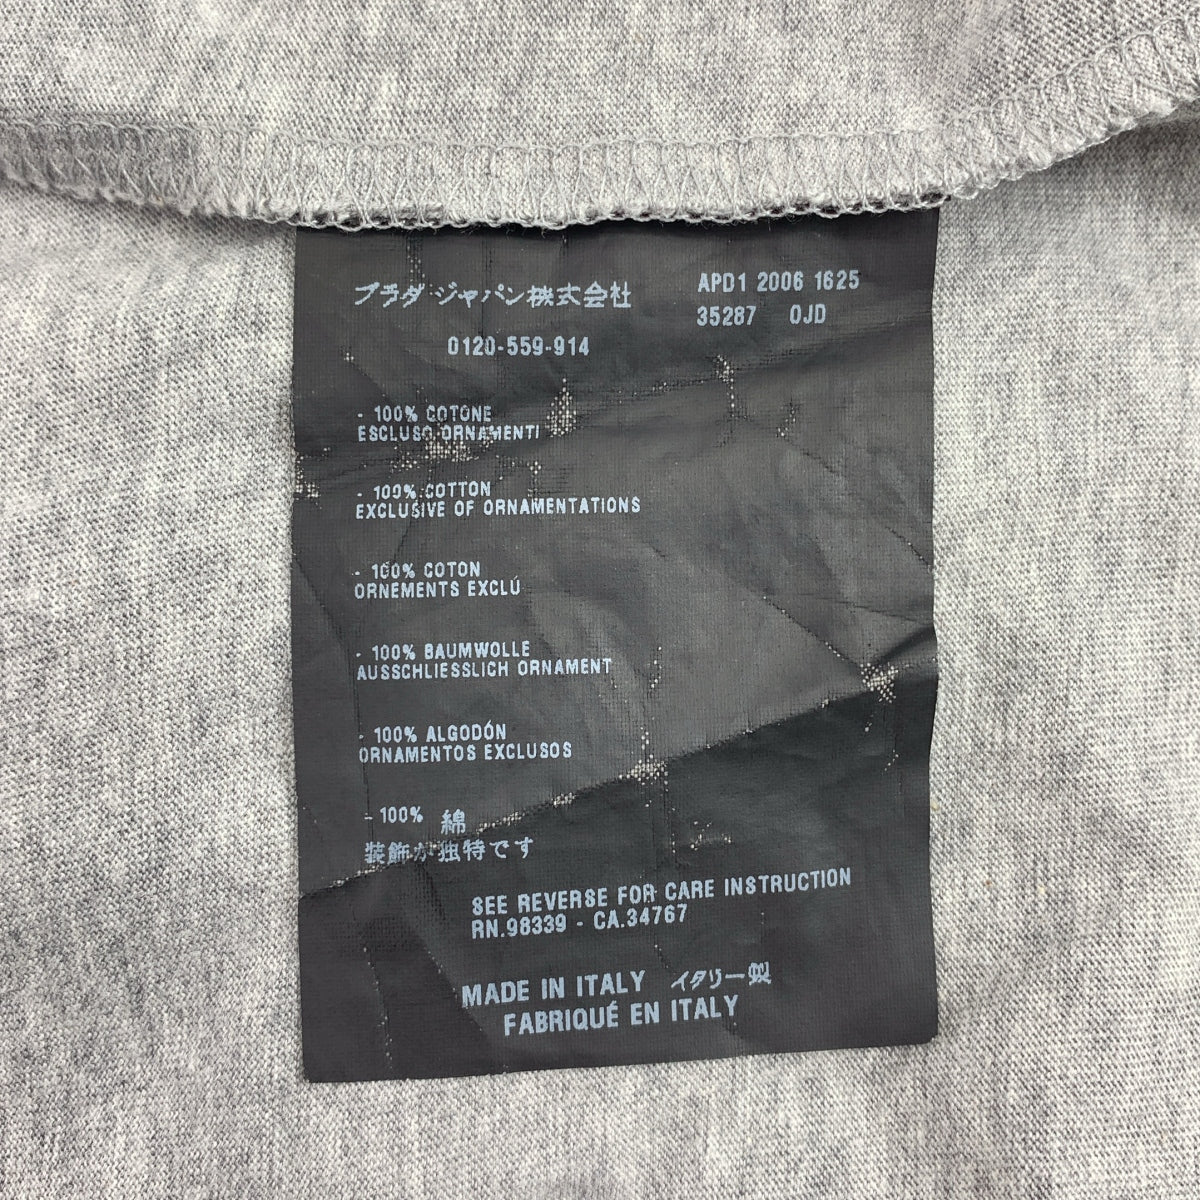 プラダ ジャパン株式会社
0120-559-914
APD1 2006 1625
35287 OJD
- 100% COTONE
ESCLUSO ORNAMENTI
- 100% COTTON
EXCLUSIVE OF ORNAMENTATIONS
- 100% COTON
ORNEMENTS EXCLÚ
- 100% BAUMWOLLE
AUSSCHLIESSLICH ORNAMENT
- 100% ALGODÓN
ORNAMENTOS EXCLUSOS
- 100% 綿
装飾が独特です
SEE REVERSE FOR CARE INSTRUCTION
RN.98339 - CA.34767
MADE IN ITALY イタリー製
FABRIQUÉ EN ITALY